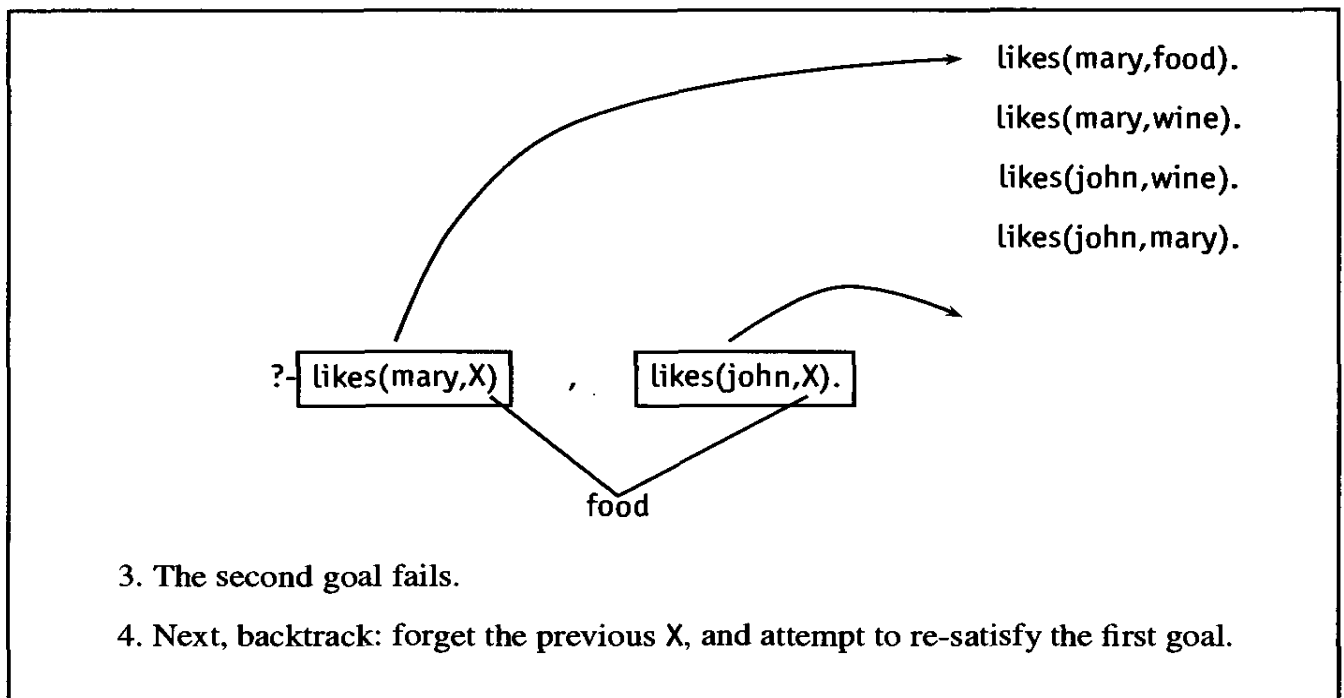 likes(mary,food).
likes(mary,wine).
likes(john,wine).
likes(john,mary).
?- likes(mary,X) , likes(john,X).
food
3. The second goal fails.
4. Next, backtrack: forget the previous X, and attempt to re-satisfy the first goal.